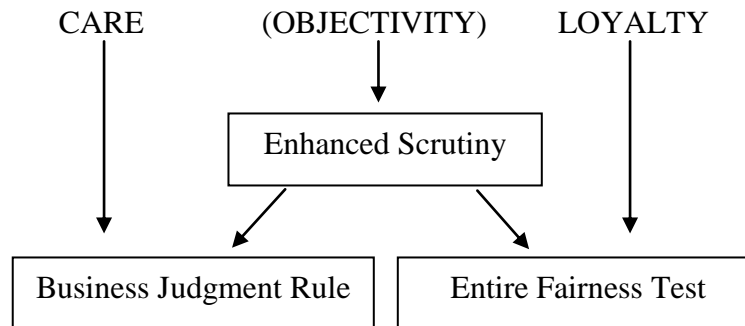 CARE (OBJECTIVITY) LOYALTY
Enhanced Scrutiny
Business Judgment Rule Entire Fairness Test